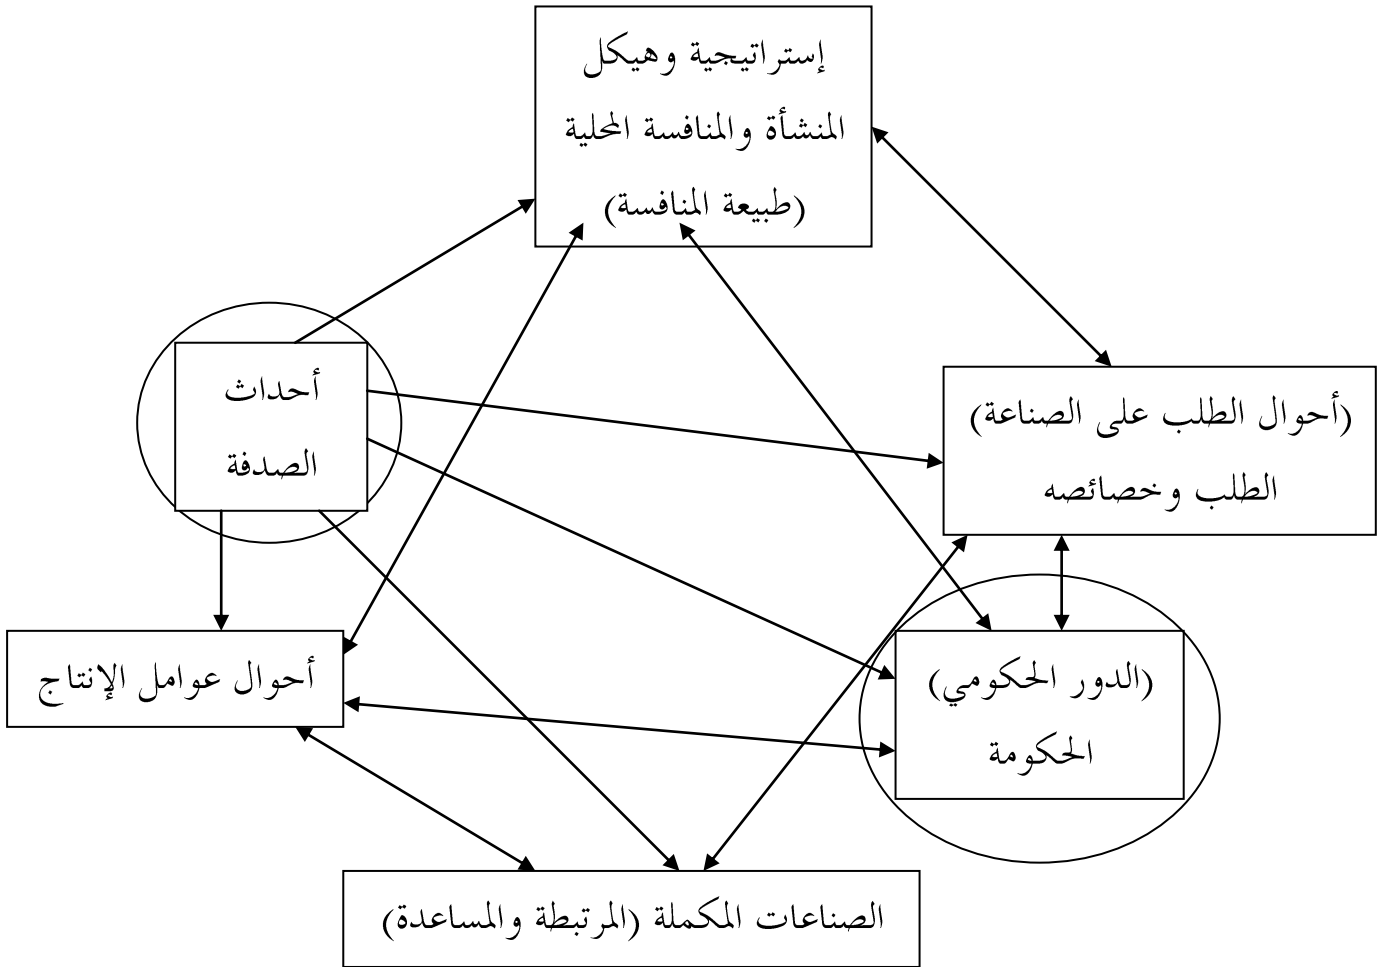 إستراتيجية وهيكل
المنشأة والمنافسة المحلية
(طبيعة المنافسة)
أحداث
الصدفة
(أحوال الطلب على الصناعة)
الطلب وخصائصه
أحوال عوامل الإنتاج
(الدور الحكومي)
الحكومة
الصناعات المكملة (المرتبطة والمساعدة)